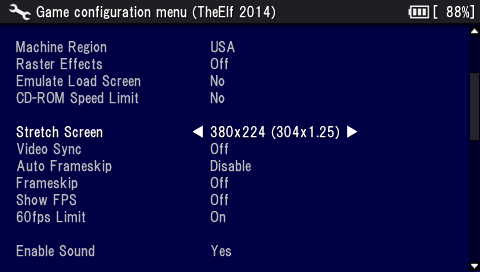 Game configuration menu (TheElf 2014) [ 88%]
Machine Region USA
Raster Effects Off
Emulate Load Screen No
CD-ROM Speed Limit No
Stretch Screen ◀ 380x224 (304x1.25) ▶
Video Sync Off
Auto Frameskip Disable
Frameskip Off
Show FPS Off
60fps Limit On
Enable Sound Yes